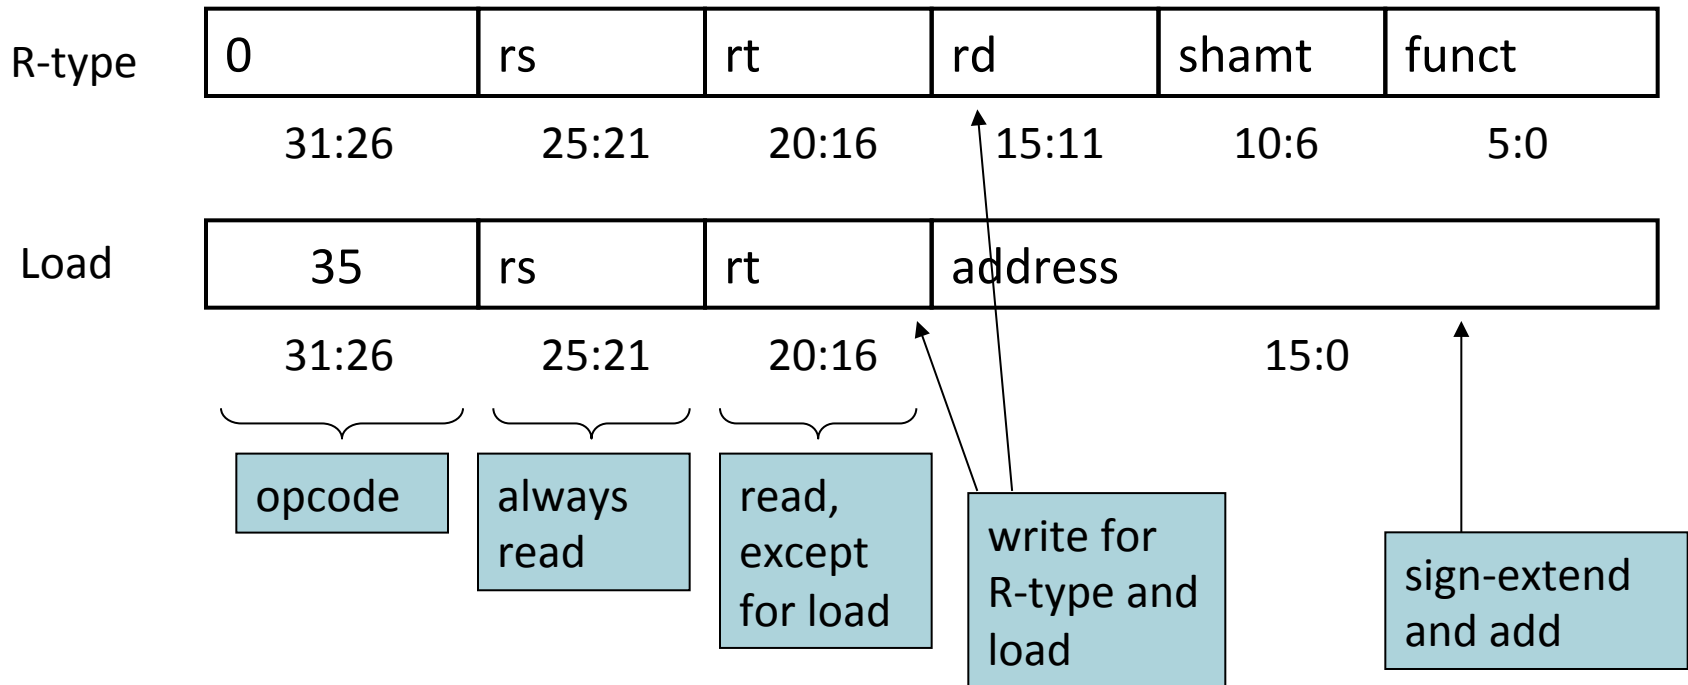 R-type 0 rs rt rd shamt funct
31:26 25:21 20:16 15:11 10:6 5:0
Load 35 rs rt address
31:26 25:21 20:16 15:0
opcode
always
read
read,
except
for load
write for
R-type and
load
sign-extend
and add